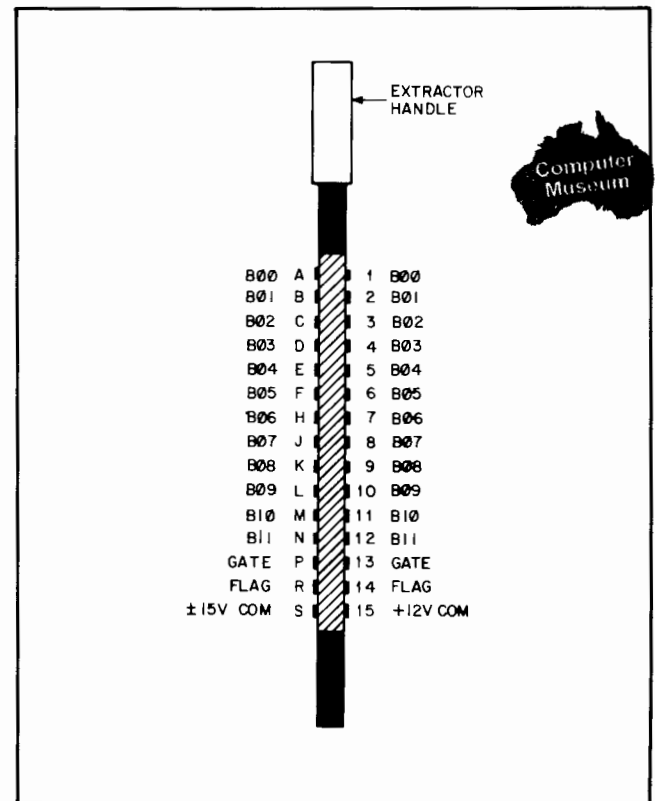 EXTRACTOR
HANDLE
Computer
Museum
BØØ A 1 BØØ
BØ1 B 2 BØ1
BØ2 C 3 BØ2
BØ3 D 4 BØ3
BØ4 E 5 BØ4
BØ5 F 6 BØ5
BØ6 H 7 BØ6
BØ7 J 8 BØ7
BØ8 K 9 BØ8
BØ9 L 10 BØ9
B1Ø M 11 B1Ø
B11 N 12 B11
GATE P 13 GATE
FLAG R 14 FLAG
±15V COM S 15 +12V COM